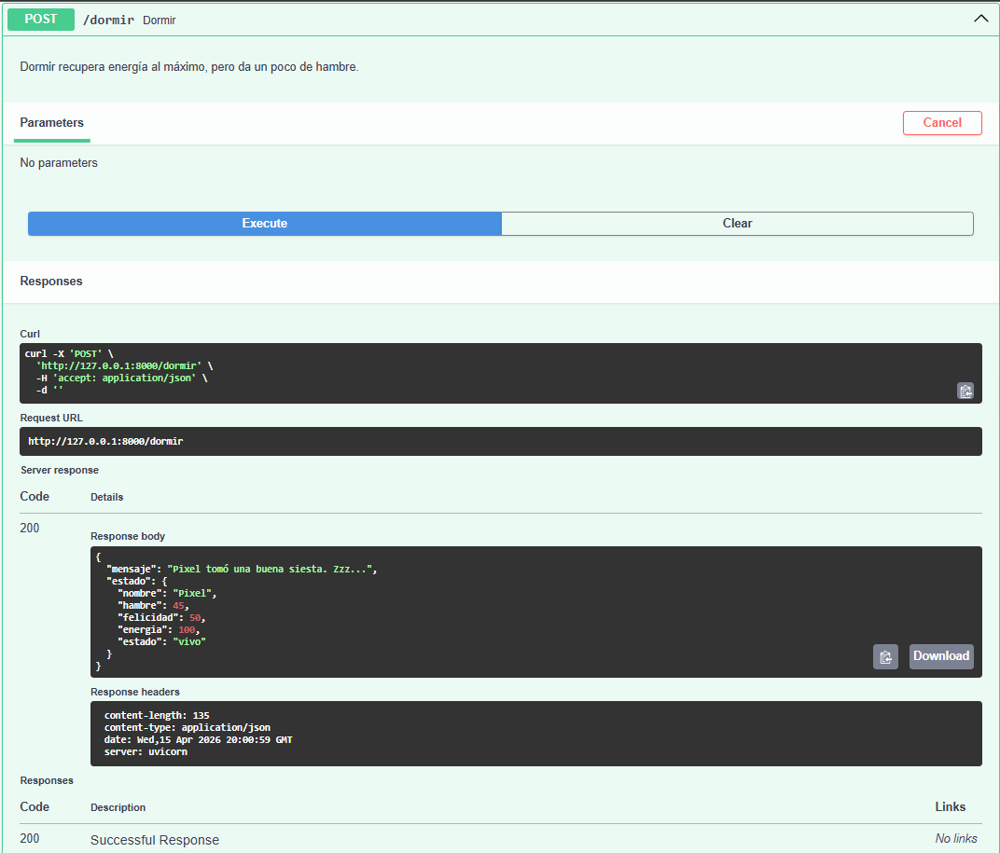 POST /dormir Dormir
Dormir recupera energía al máximo, pero da un poco de hambre.
Parameters Cancel
No parameters
Execute Clear
Responses
Curl
curl -X 'POST' \
  'http://127.0.0.1:8000/dormir' \
  -H 'accept: application/json' \
  -d ''
Request URL
http://127.0.0.1:8000/dormir
Server response
Code Details
200
Response body
{
  "mensaje": "Pixel tomó una buena siesta. Zzz...",
  "estado": {
    "nombre": "Pixel",
    "hambre": 45,
    "felicidad": 50,
    "energia": 100,
    "estado": "vivo"
  }
}
Download
Response headers
content-length: 135
content-type: application/json
date: Wed,15 Apr 2026 20:00:59 GMT
server: uvicorn
Responses
Code Description Links
200 Successful Response No links